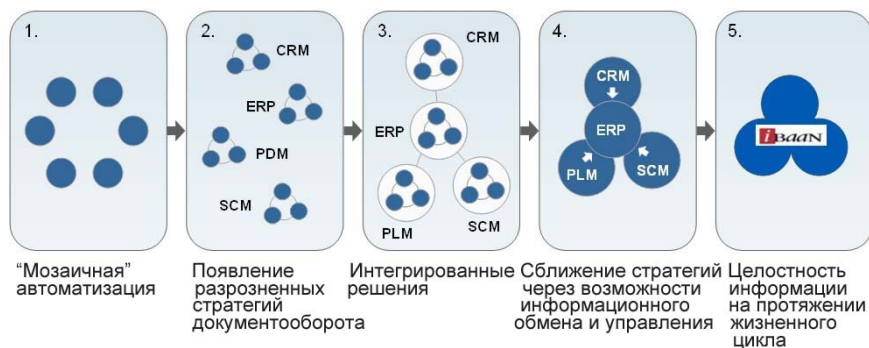 1.
2.
CRM
ERP
PDM
SCM
3.
CRM
ERP
PLM
SCM
4.
CRM
ERP
PLM
SCM
5.
iBaan
“Мозаичная”
автоматизация
Появление
разрозненных
стратегий
документооборота
Интегрированные
решения
Сближение стратегий
через возможности
информационного
обмена и управления
Целостность
информации
на протяжении
жизненного
цикла